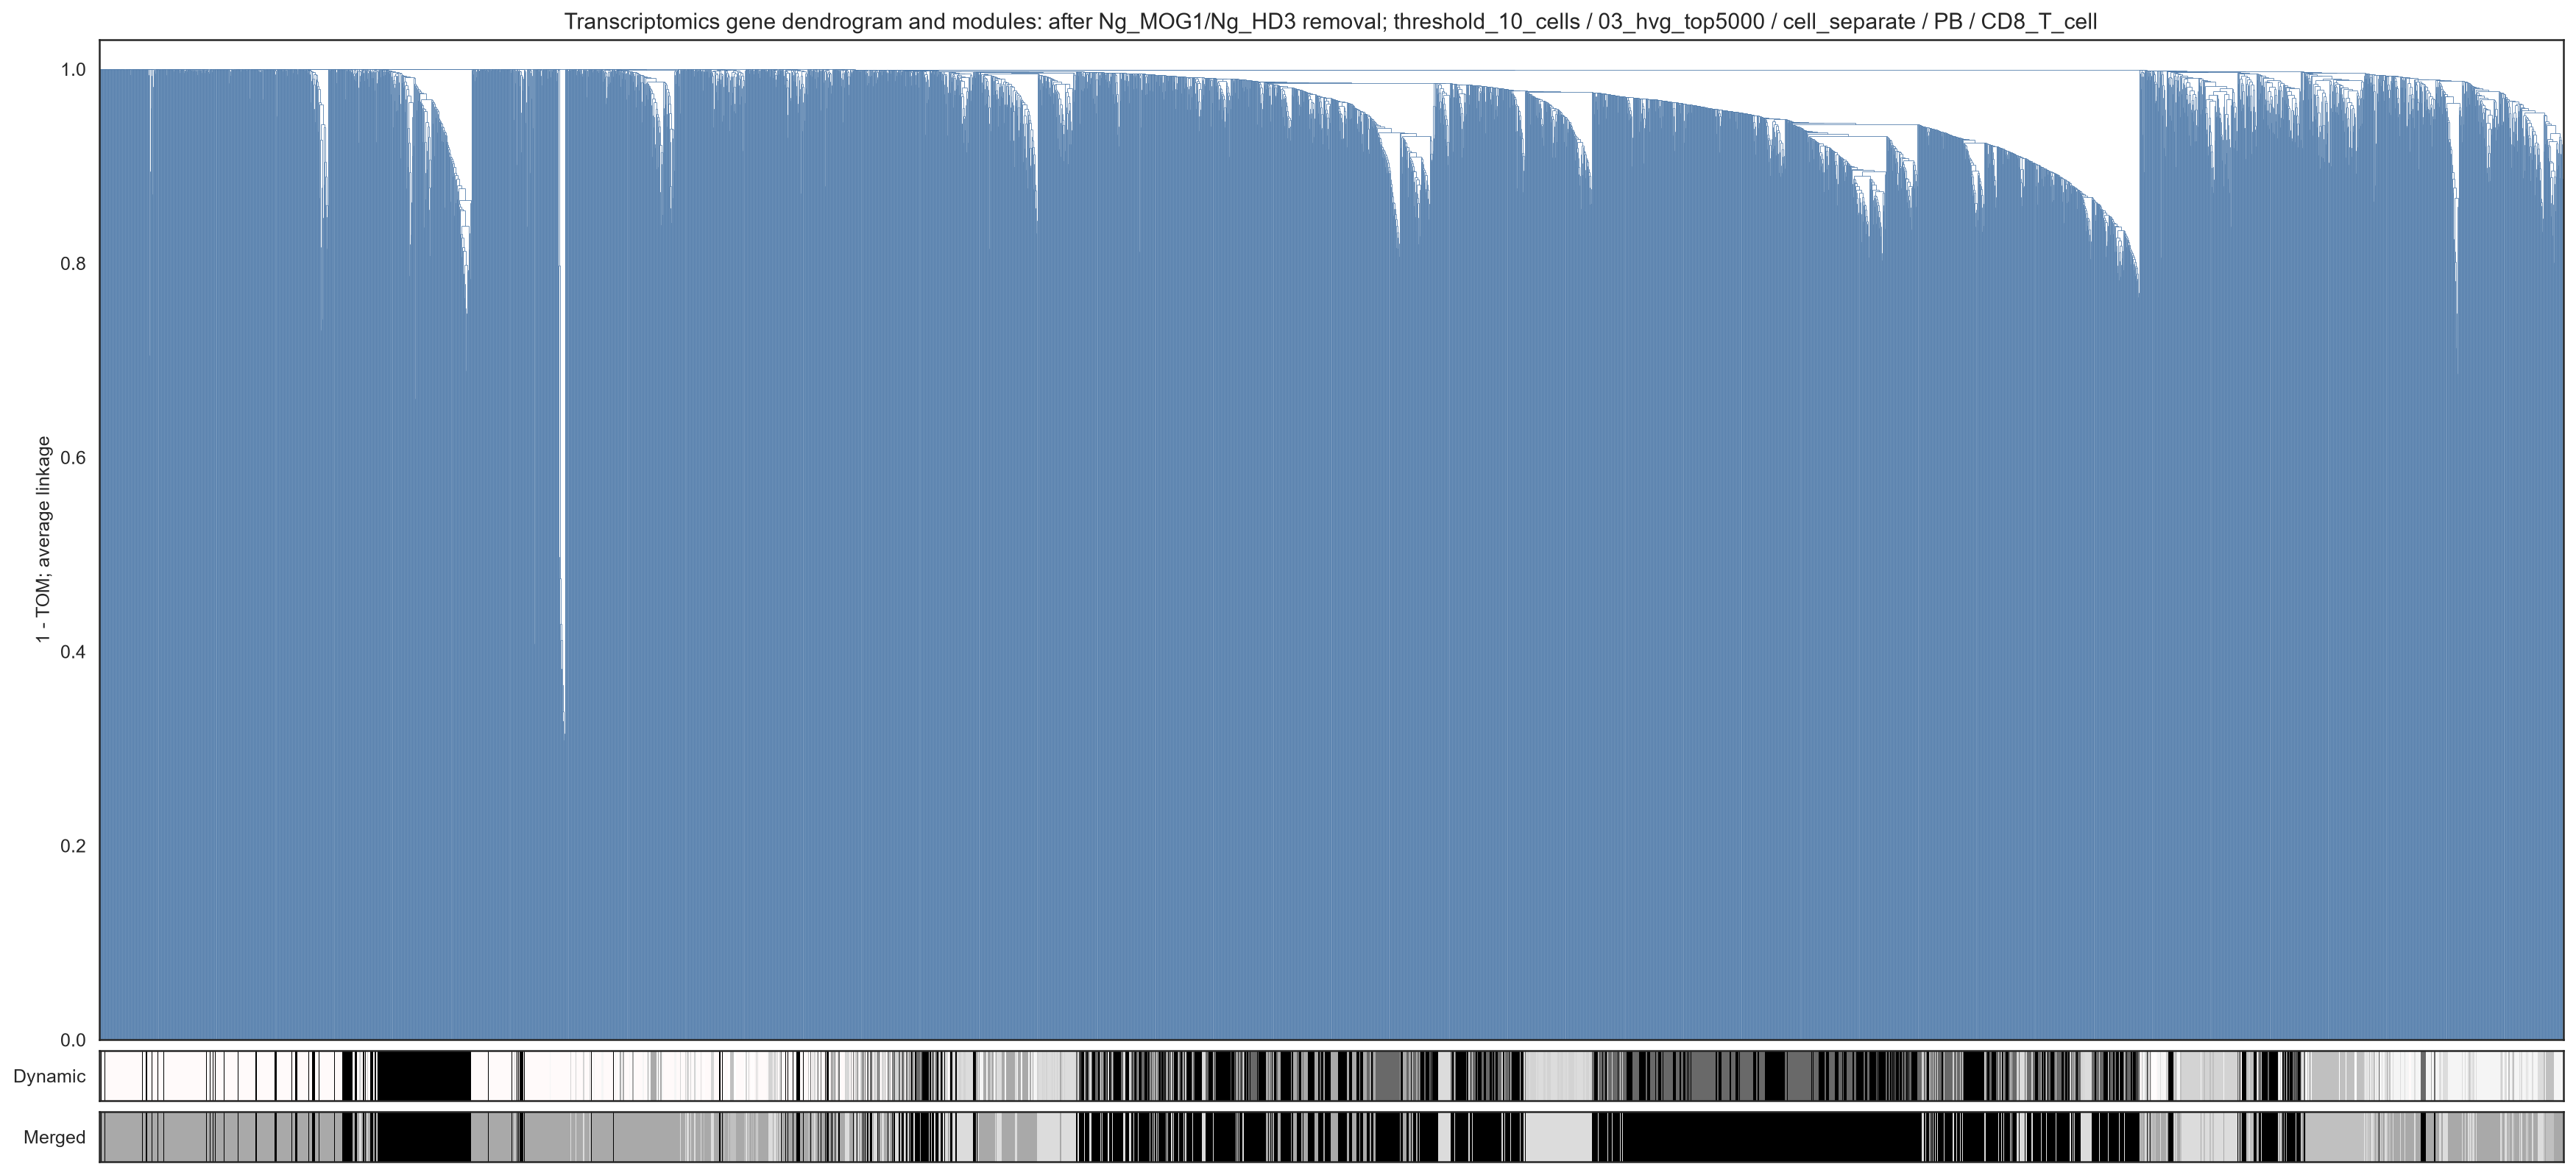 Transcriptomics gene dendrogram and modules: after Ng_MOG1/Ng_HD3 removal; threshold_10_cells / 03_hvg_top5000 / cell_separate / PB / CD8_T_cell
1 - TOM; average linkage
1.0
0.8
0.6
0.4
0.2
0.0
Dynamic
Merged